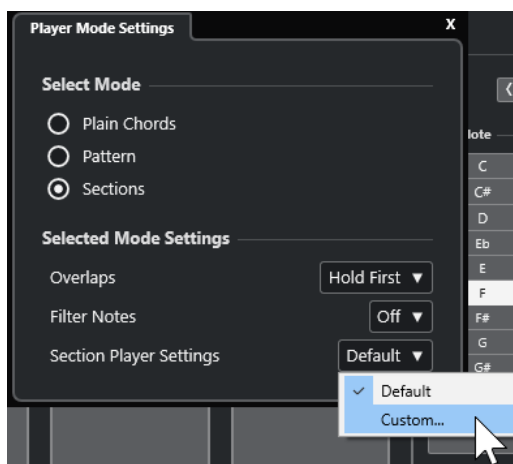 Player Mode Settings X
Select Mode
Plain Chords
Pattern
Sections
Selected Mode Settings
Overlaps Hold First ▼
Filter Notes Off ▼
Section Player Settings Default ▼
✓ Default
Custom...
lote
C
C#
D
Eb
E
F
F#
G
G#